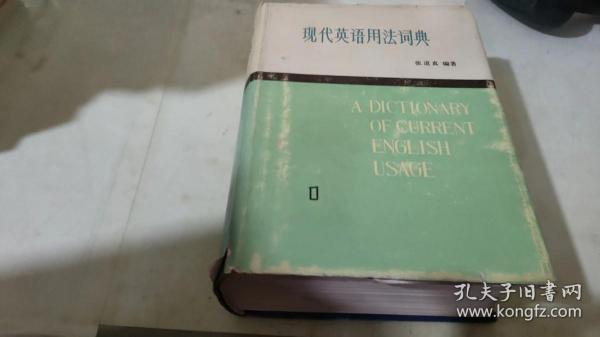 现代英语用法词典
张道真 编著
A DICTIONARY
OF CURRENT
ENGLISH
USAGE
孔夫子旧书网
www.kongfz.com